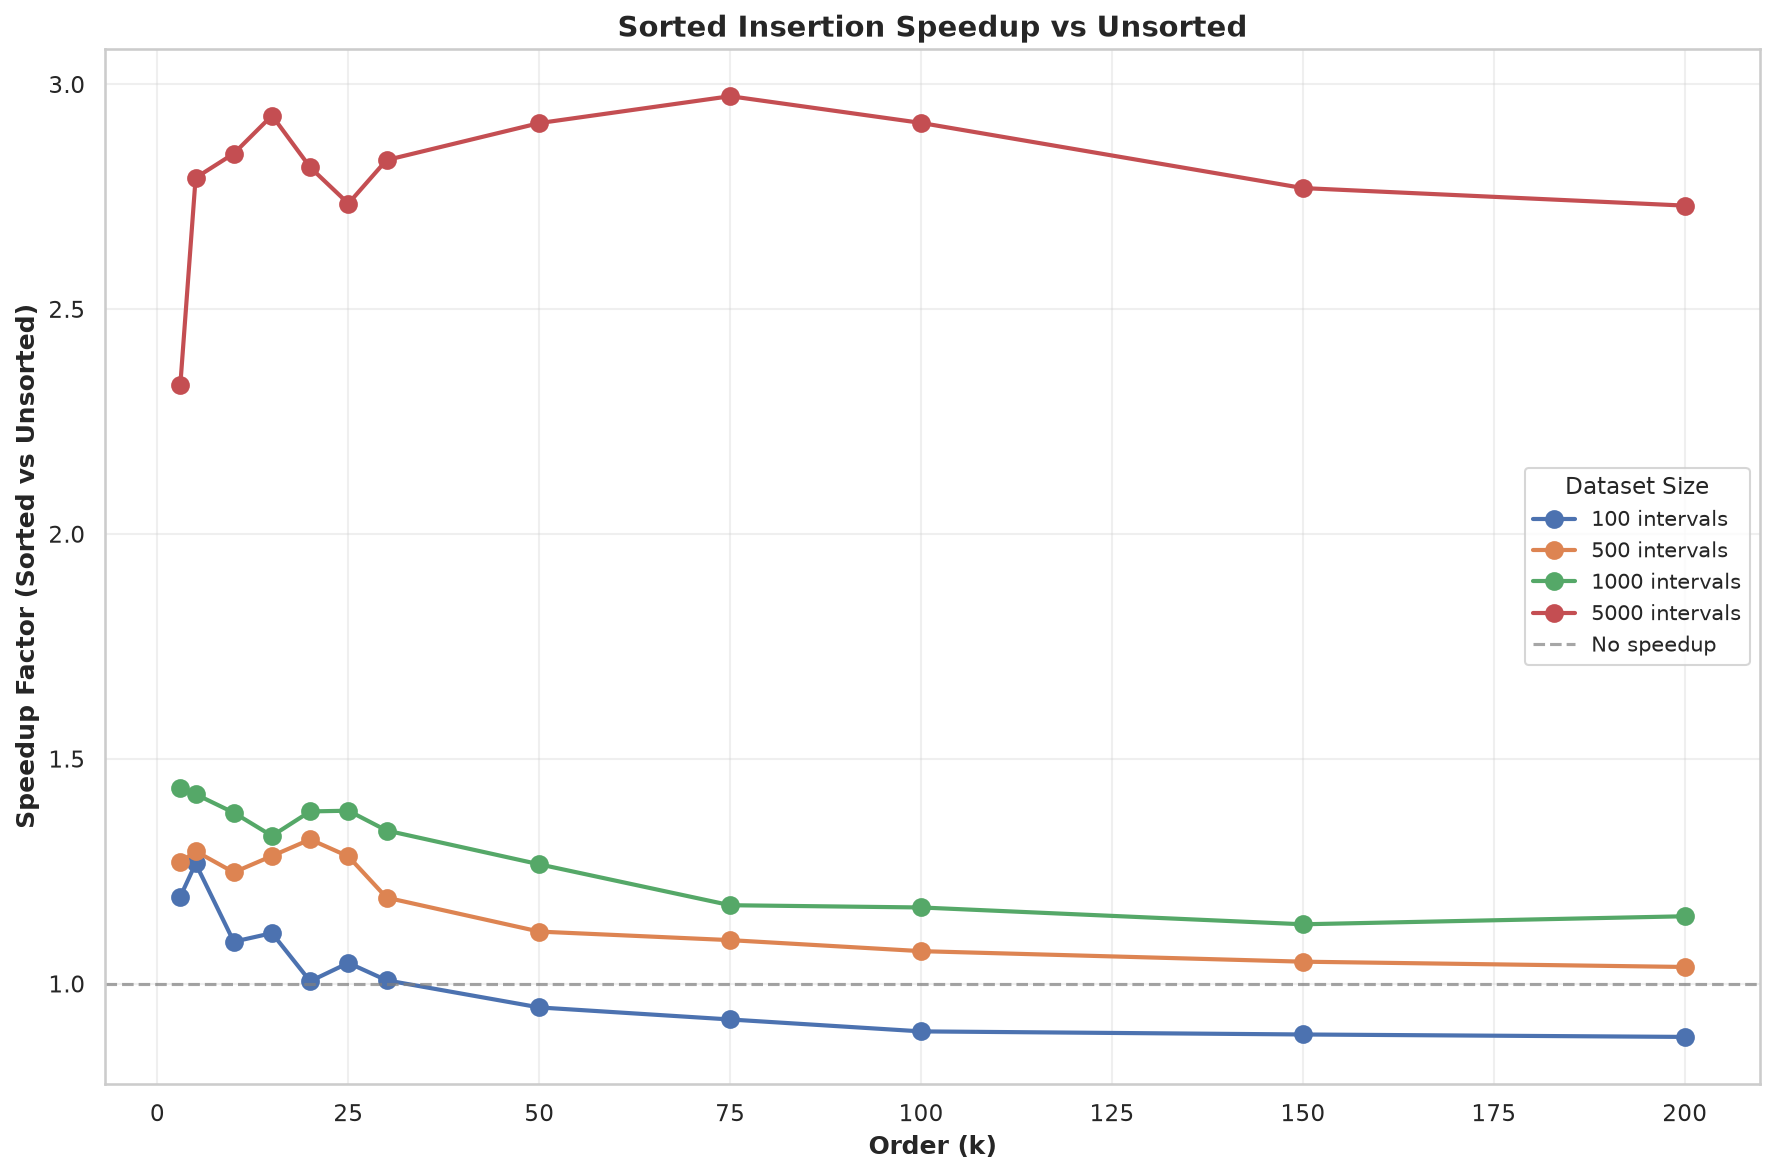 Sorted Insertion Speedup vs Unsorted
Speedup Factor (Sorted vs Unsorted)
3.0
2.5
2.0
1.5
1.0
Dataset Size
100 intervals
500 intervals
1000 intervals
5000 intervals
No speedup
0 25 50 75 100 125 150 175 200
Order (k)